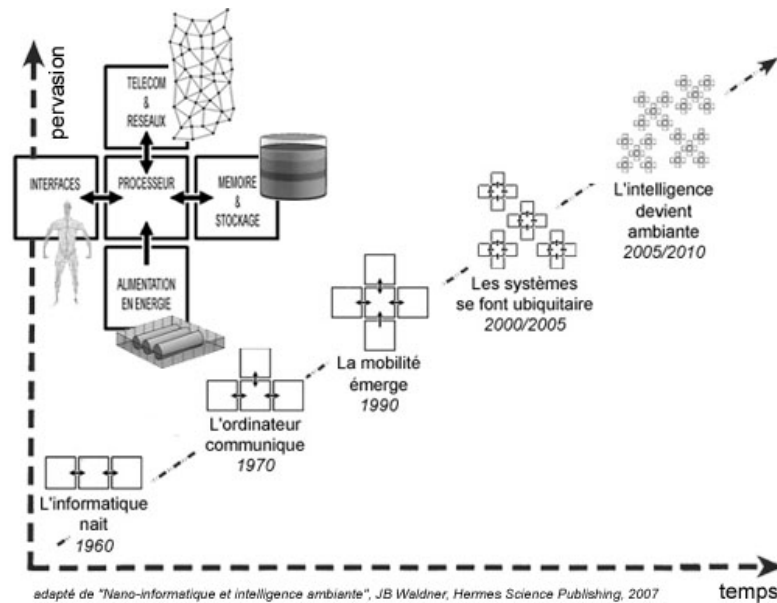 pervasion
TELECOM
&
RESEAUX
INTERFACES
PROCESSEUR
MEMOIRE
&
STOCKAGE
ALIMENTATION
EN ENERGIE
L'informatique
nait
1960
L'ordinateur
communique
1970
La mobilité
émerge
1990
Les systèmes
se font ubiquitaire
2000/2005
L'intelligence
devient
ambiante
2005/2010
temps
adapté de "Nano-informatique et intelligence ambiante", JB Waldner, Hermes Science Publishing, 2007